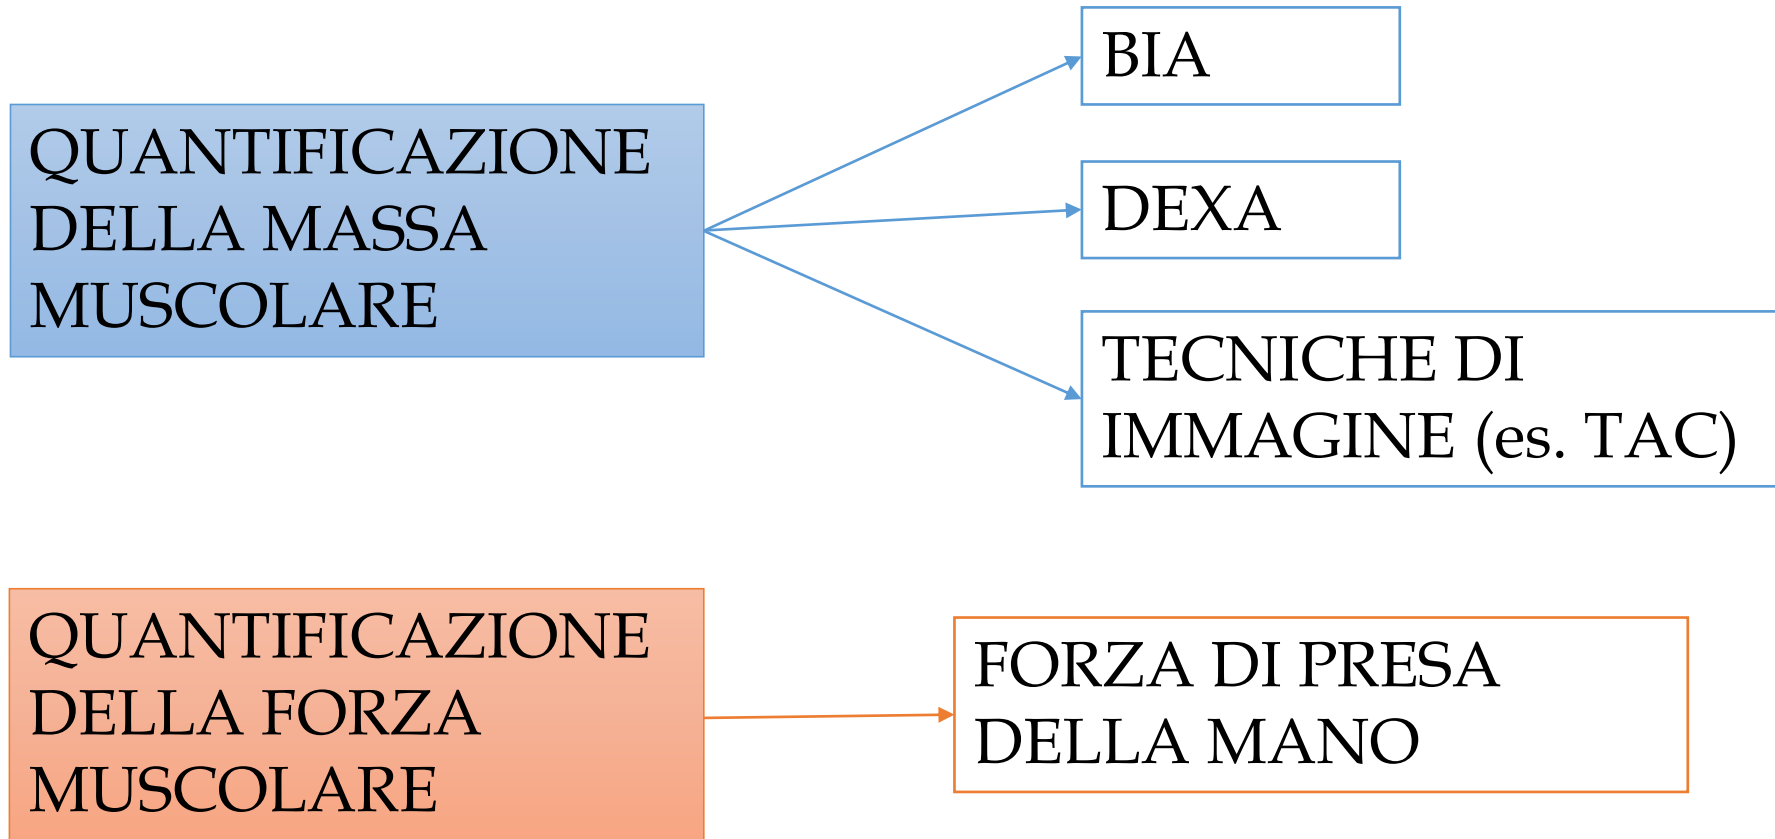 QUANTIFICAZIONE
DELLA MASSA
MUSCOLARE
BIA
DEXA
TECNICHE DI
IMMAGINE (es. TAC)
QUANTIFICAZIONE
DELLA FORZA
MUSCOLARE
FORZA DI PRESA
DELLA MANO